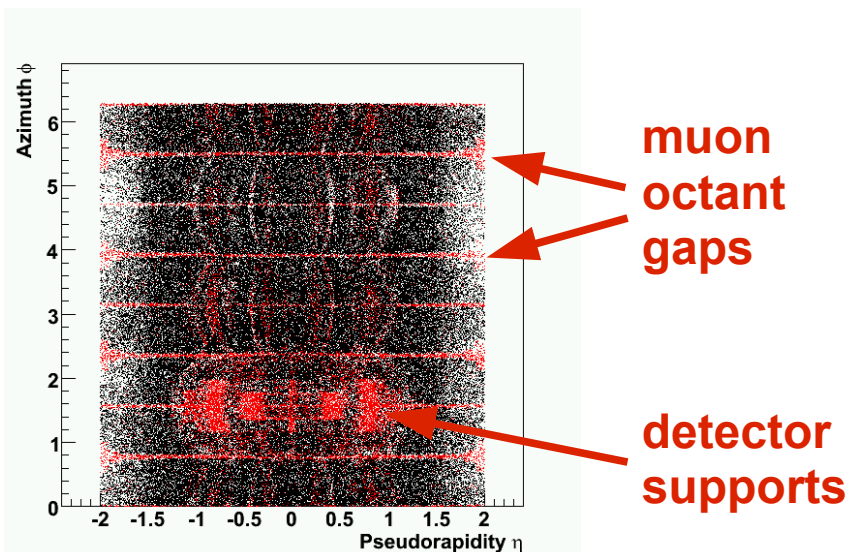 Azimuth ϕ
6
5
4
3
2
1
0
-2 -1.5 -1 -0.5 0 0.5 1 1.5 2
Pseudorapidity η
muon
octant
gaps
detector
supports